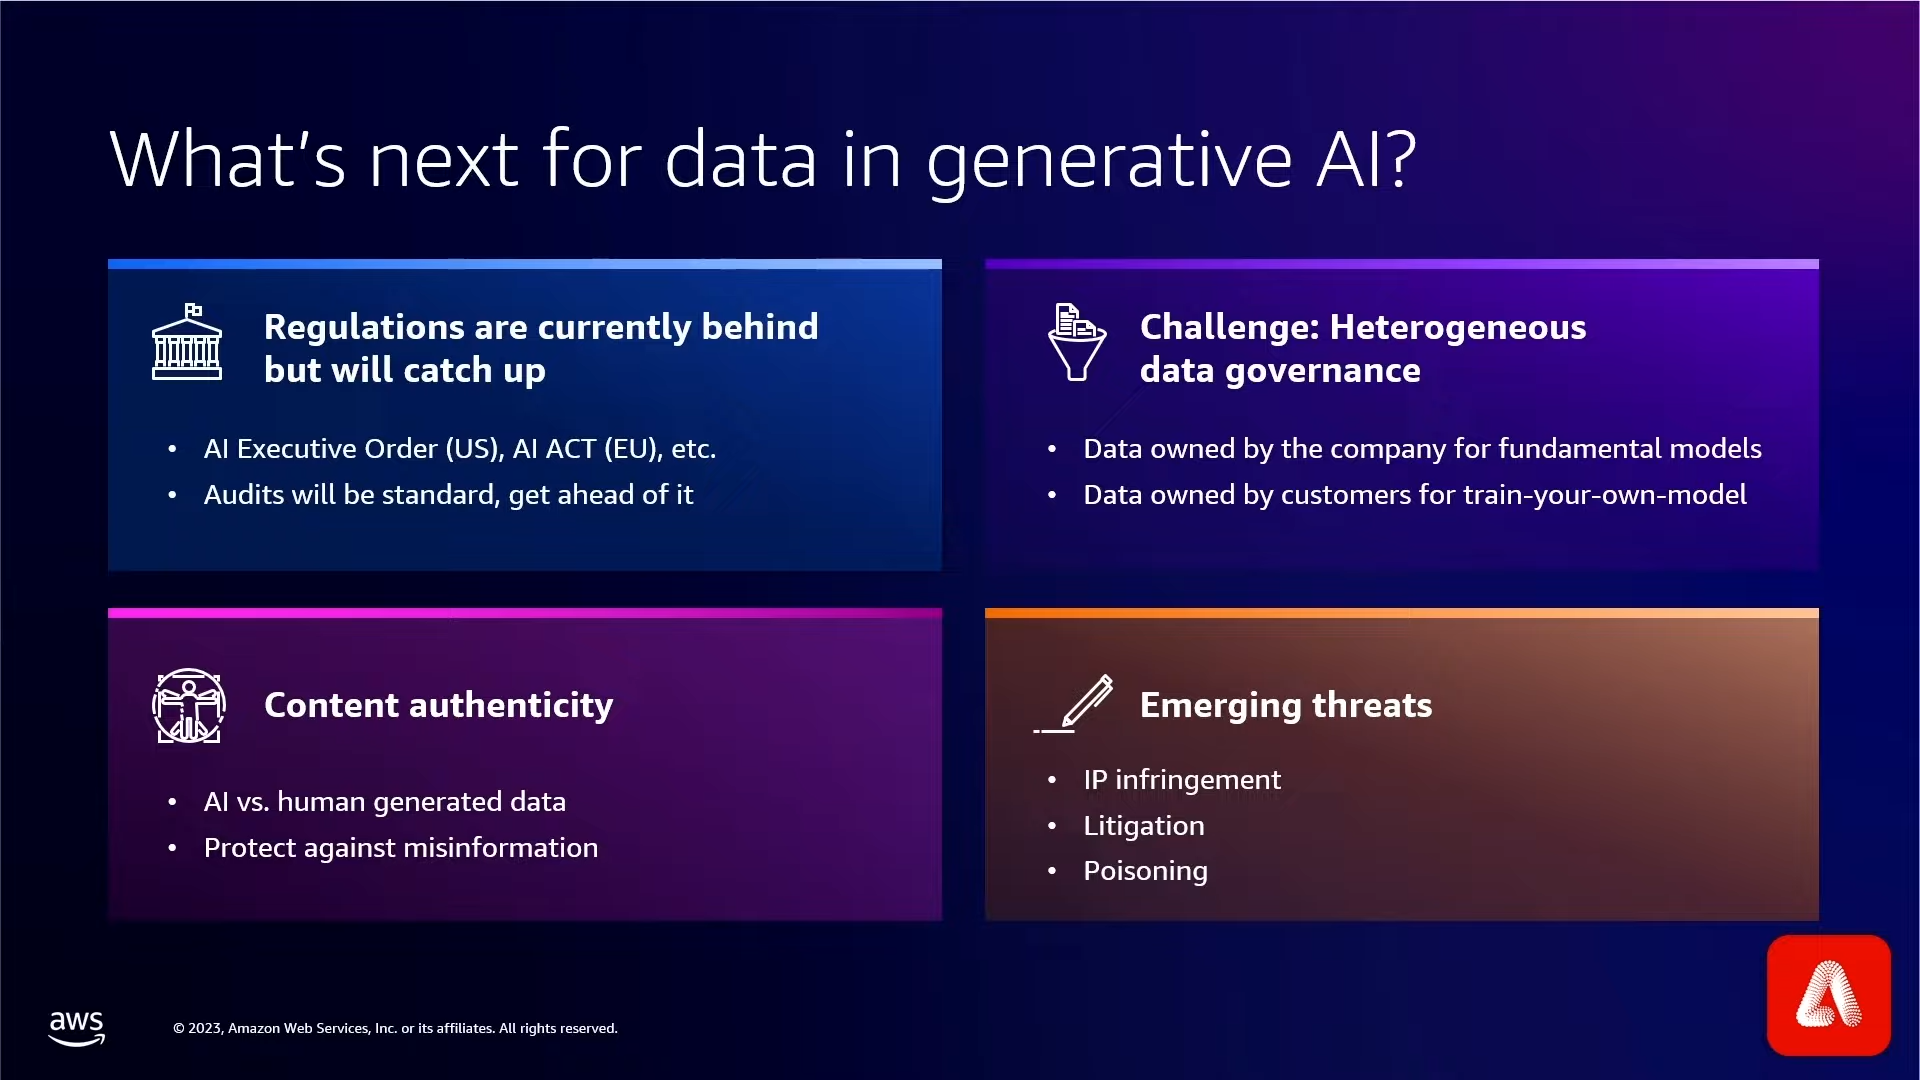 What's next for data in generative AI?
Regulations are currently behind
but will catch up
• AI Executive Order (US), AI ACT (EU), etc.
• Audits will be standard, get ahead of it
Challenge: Heterogeneous
data governance
• Data owned by the company for fundamental models
• Data owned by customers for train-your-own-model
Content authenticity
• AI vs. human generated data
• Protect against misinformation
Emerging threats
• IP infringement
• Litigation
• Poisoning
aws
© 2023, Amazon Web Services, Inc. or its affiliates. All rights reserved.